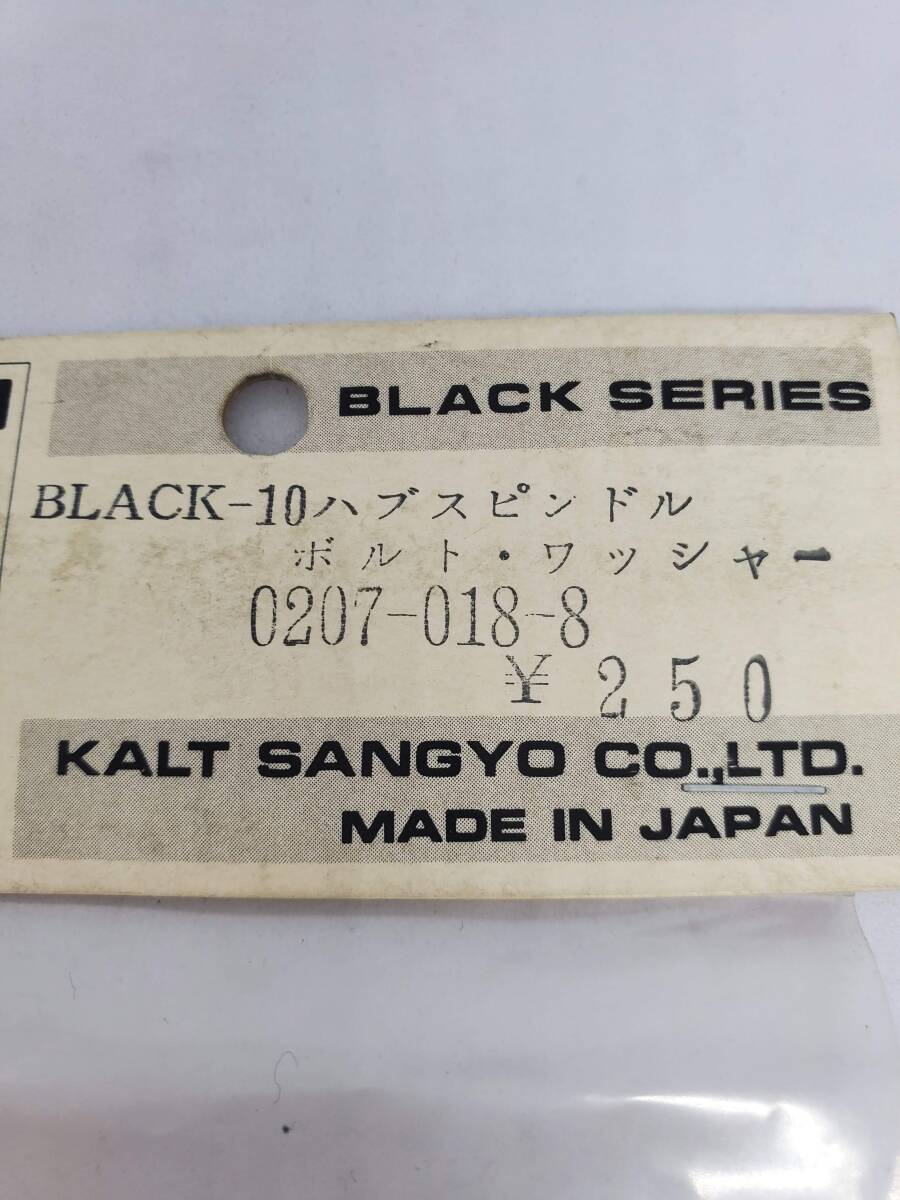 BLACK SERIES
BLACK-10ハブスピンドル
ボルト・ワッシャー
0207-018-8
¥250
KALT SANGYO CO.,LTD.
MADE IN JAPAN